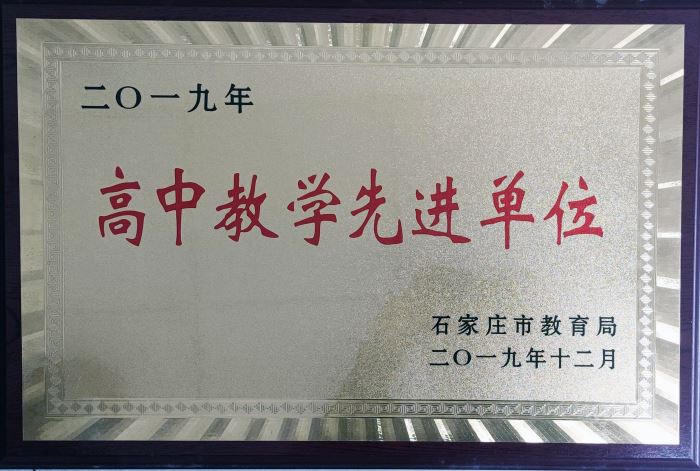 二〇一九年
高中教学先进单位
石家庄市教育局
二〇一九年十二月